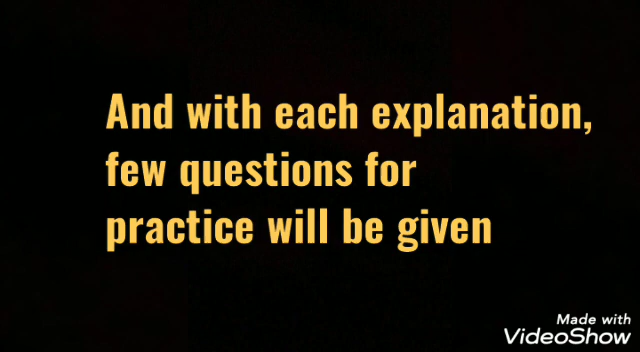 And with each explanation,
few questions for
practice will be given
Made with
VideoShow